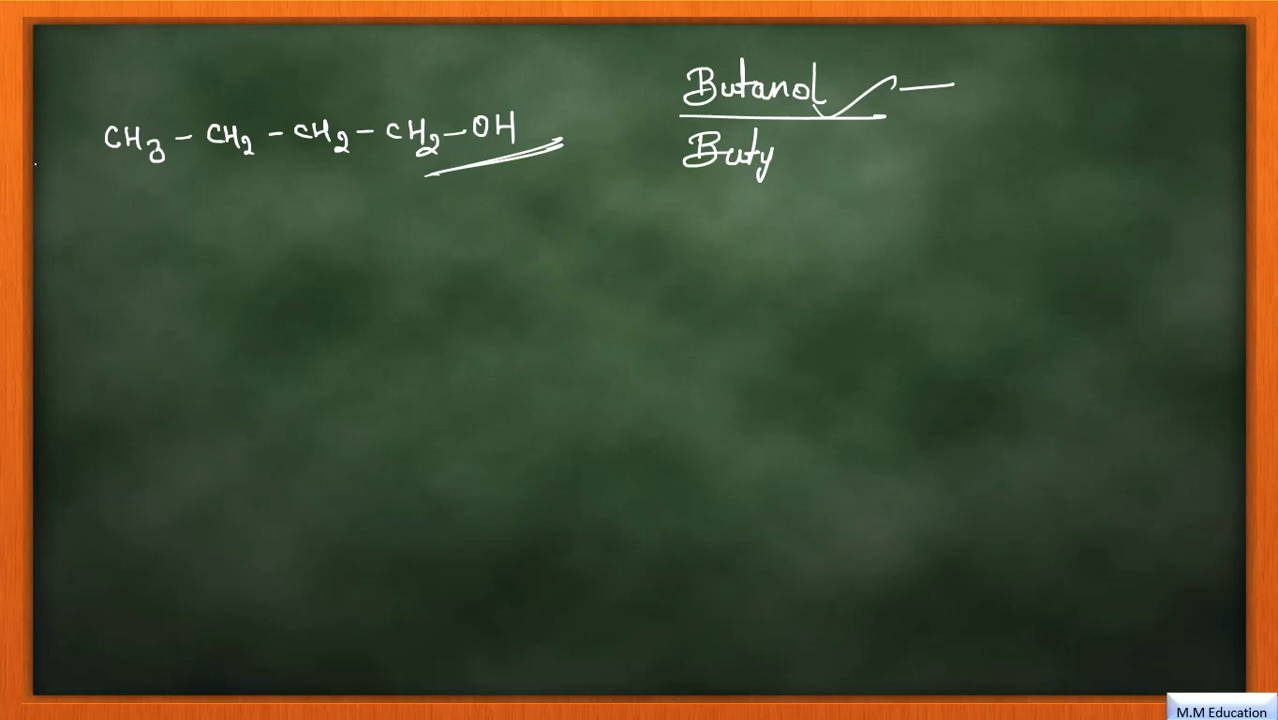 CH₃ – CH₂ – CH₂ – CH₂ – OH
Butanol
Buty
M.M Education